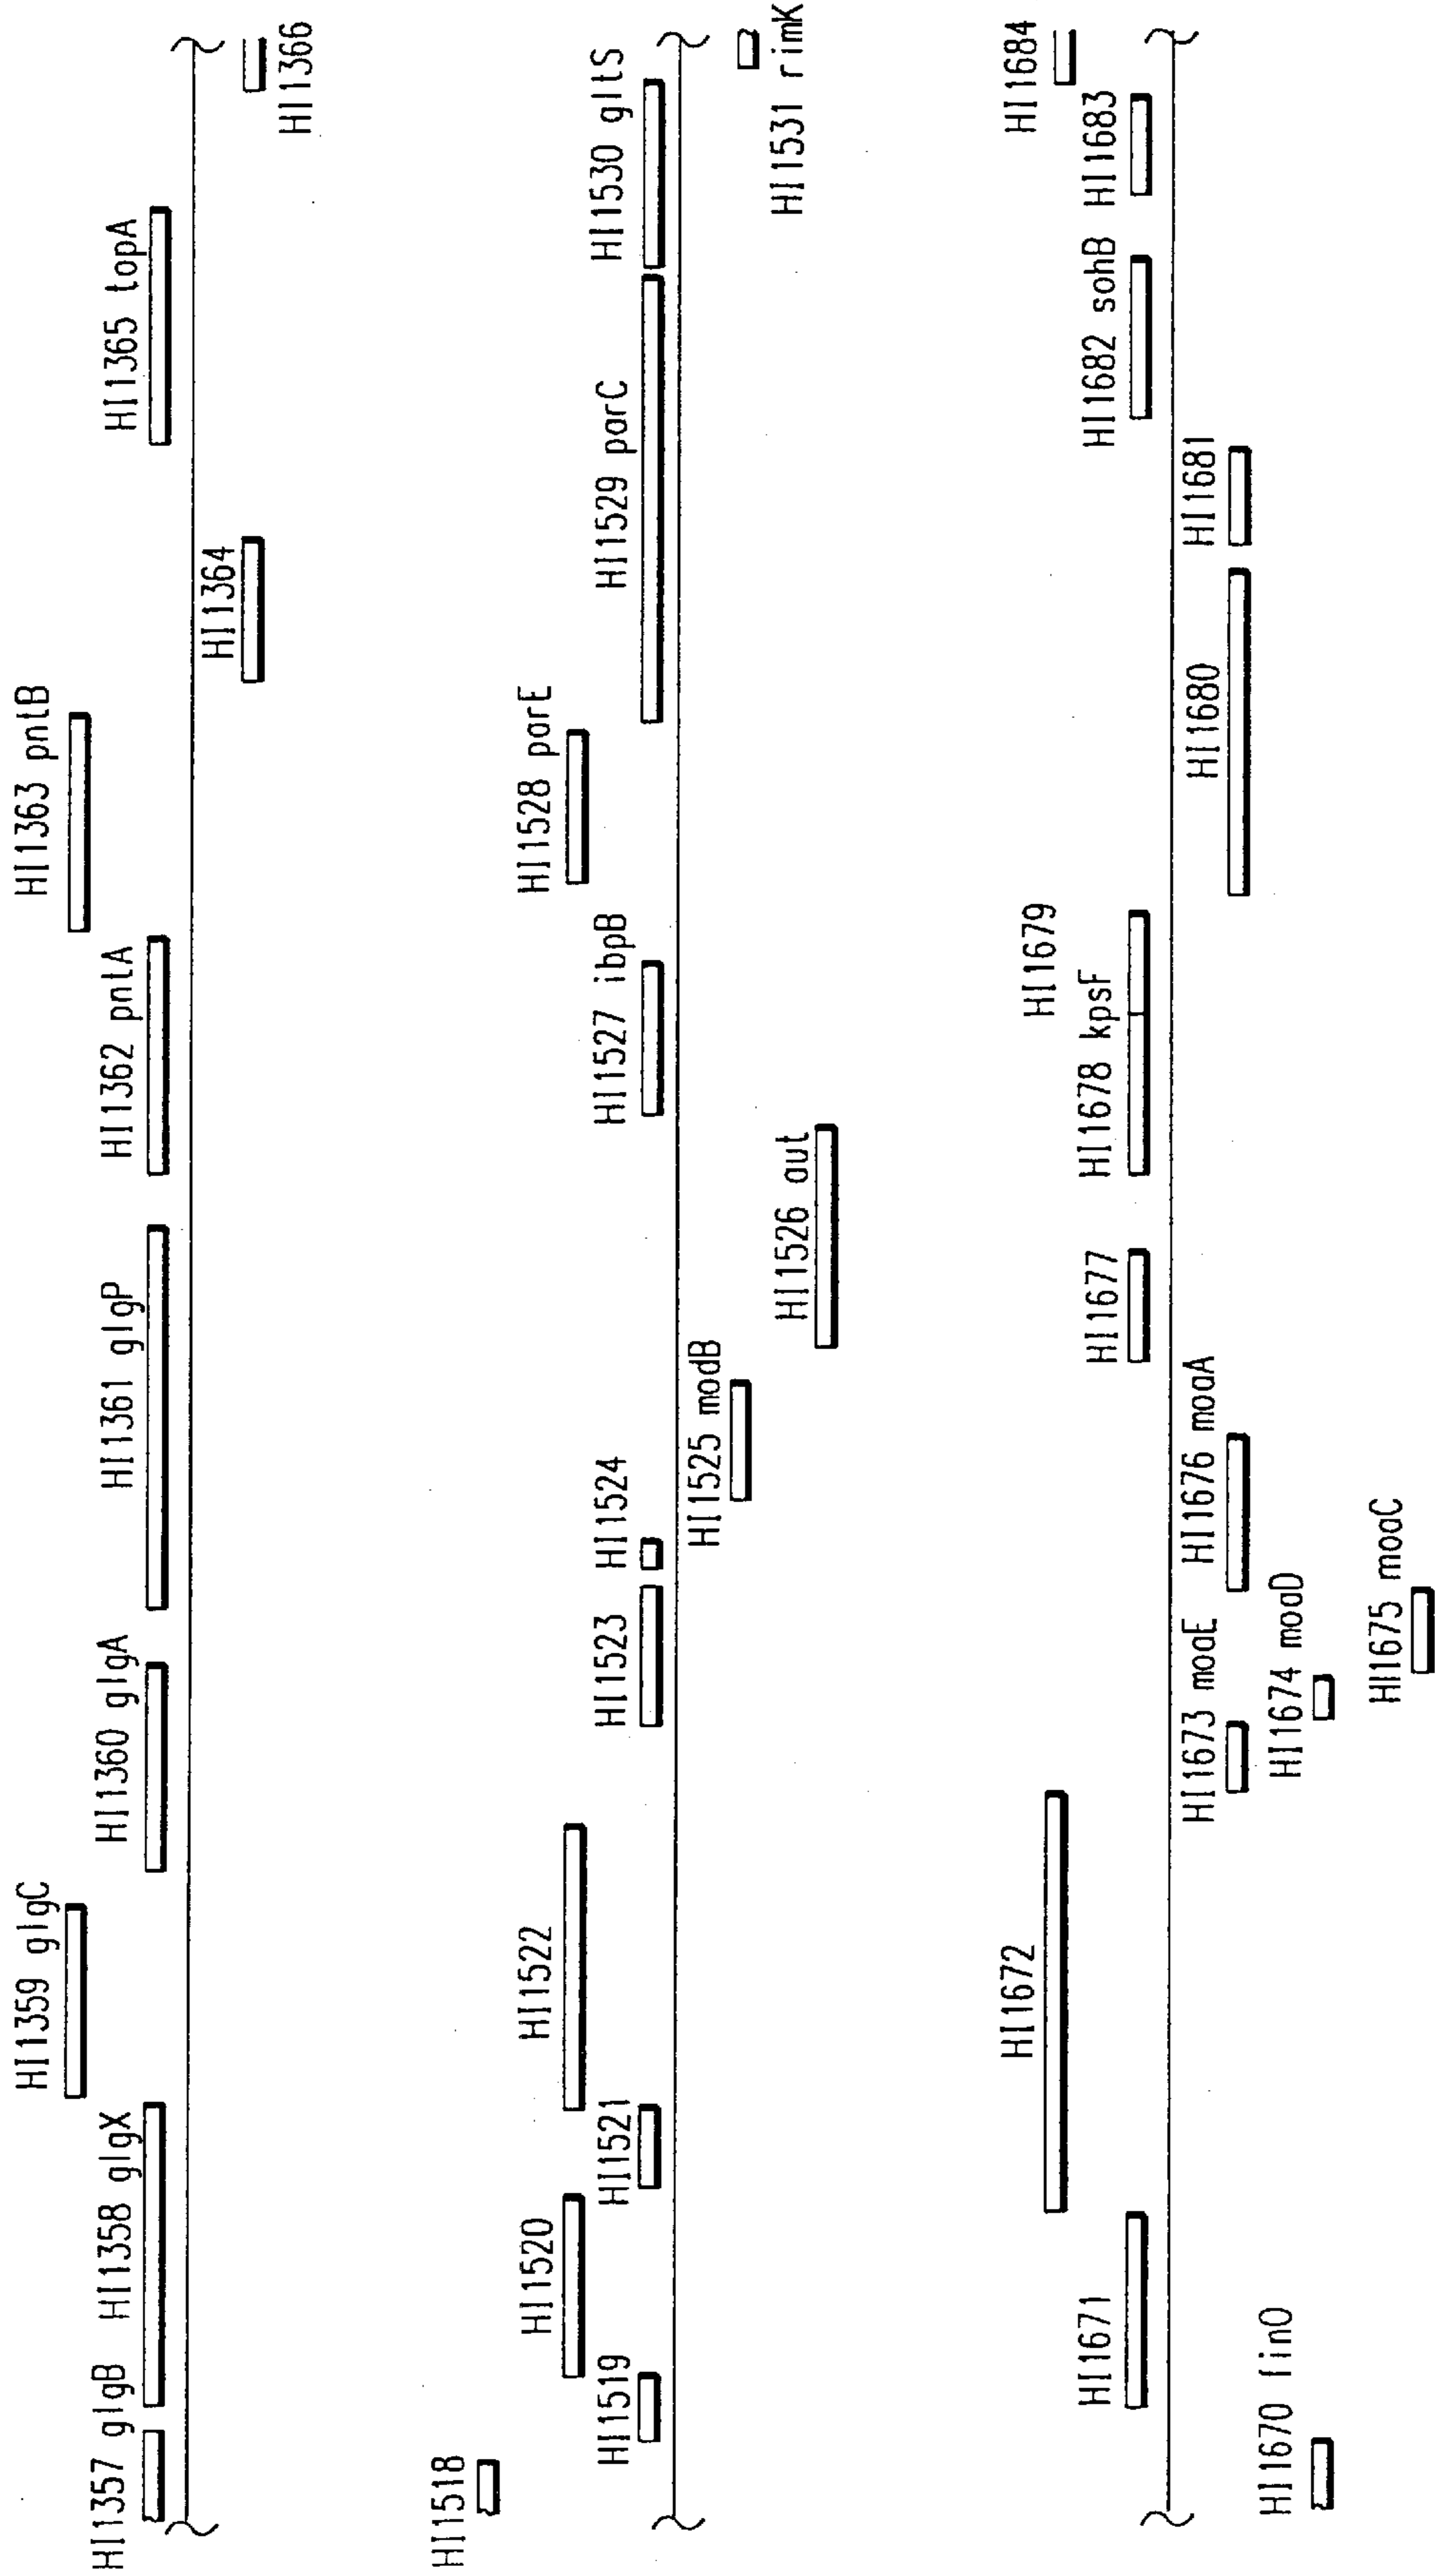 HI1357 glgB
HI1358 glgX
HI1359 glgC
HI1360 glgA
HI1361 glgP
HI1362 pntA
HI1363 pntB
HI1364
HI1365 topA
HI1366
HI1518
HI1519
HI1520
HI1521
HI1522
HI1523
HI1524
HI1525 modB
HI1526 aut
HI1527 ibpB
HI1528 parE
HI1529 parC
HI1530 gltS
HI1531 rimK
HI1670 finO
HI1671
HI1672
HI1673 moaE
HI1674 moaD
HI1675 moaC
HI1676 moaA
HI1677
HI1678 kpsF
HI1679
HI1680
HI1681
HI1682 sohB
HI1683
HI1684